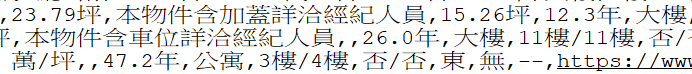 ,23.79坪,本物件含加蓋詳洽經紀人員,15.26坪,12.3年,大樓
,本物件含車位詳洽經紀人員,,26.0年,大樓,11樓/11樓,否/
萬/坪,,47.2年,公寓,3樓/4樓,否/否,東,無,--,https://www